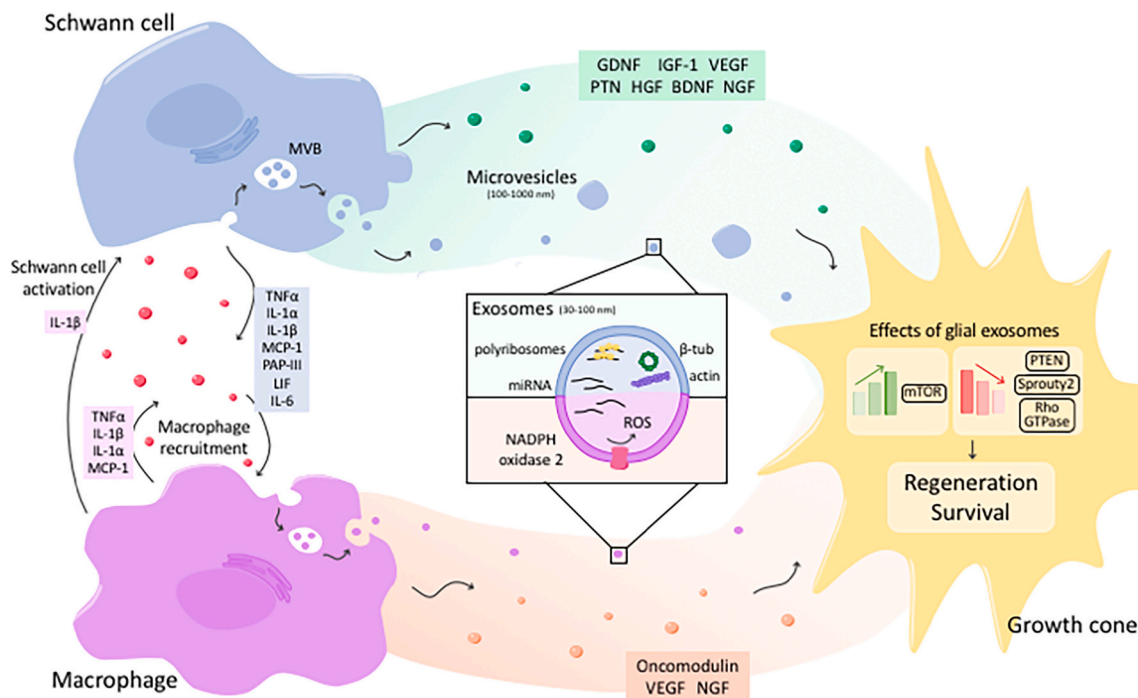 Schwann cell
GDNF IGF-1 VEGF
PTN HGF BDNF NGF
MVB
Microvesicles
(100-1000 nm)
Schwann cell
activation
IL-1β
TNFα
IL-1α
IL-1β
MCP-1
PAP-III
LIF
IL-6
TNFα
IL-1β
IL-1α
MCP-1
Macrophage
recruitment
Exosomes (30-100 nm)
polyribosomes
β-tub
actin
miRNA
ROS
NADPH
oxidase 2
Effects of glial exosomes
mTOR
PTEN
Sprouty2
Rho
GTPase
Regeneration
Survival
Growth cone
Macrophage
Oncomodulin
VEGF NGF